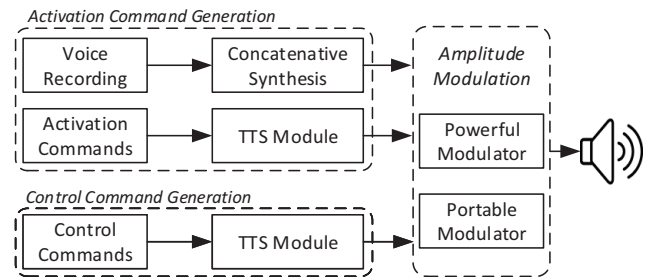 Activation Command Generation
Voice
Recording
Concatenative
Synthesis
Activation
Commands
TTS Module
Control Command Generation
Control
Commands
TTS Module
Amplitude
Modulation
Powerful
Modulator
Portable
Modulator